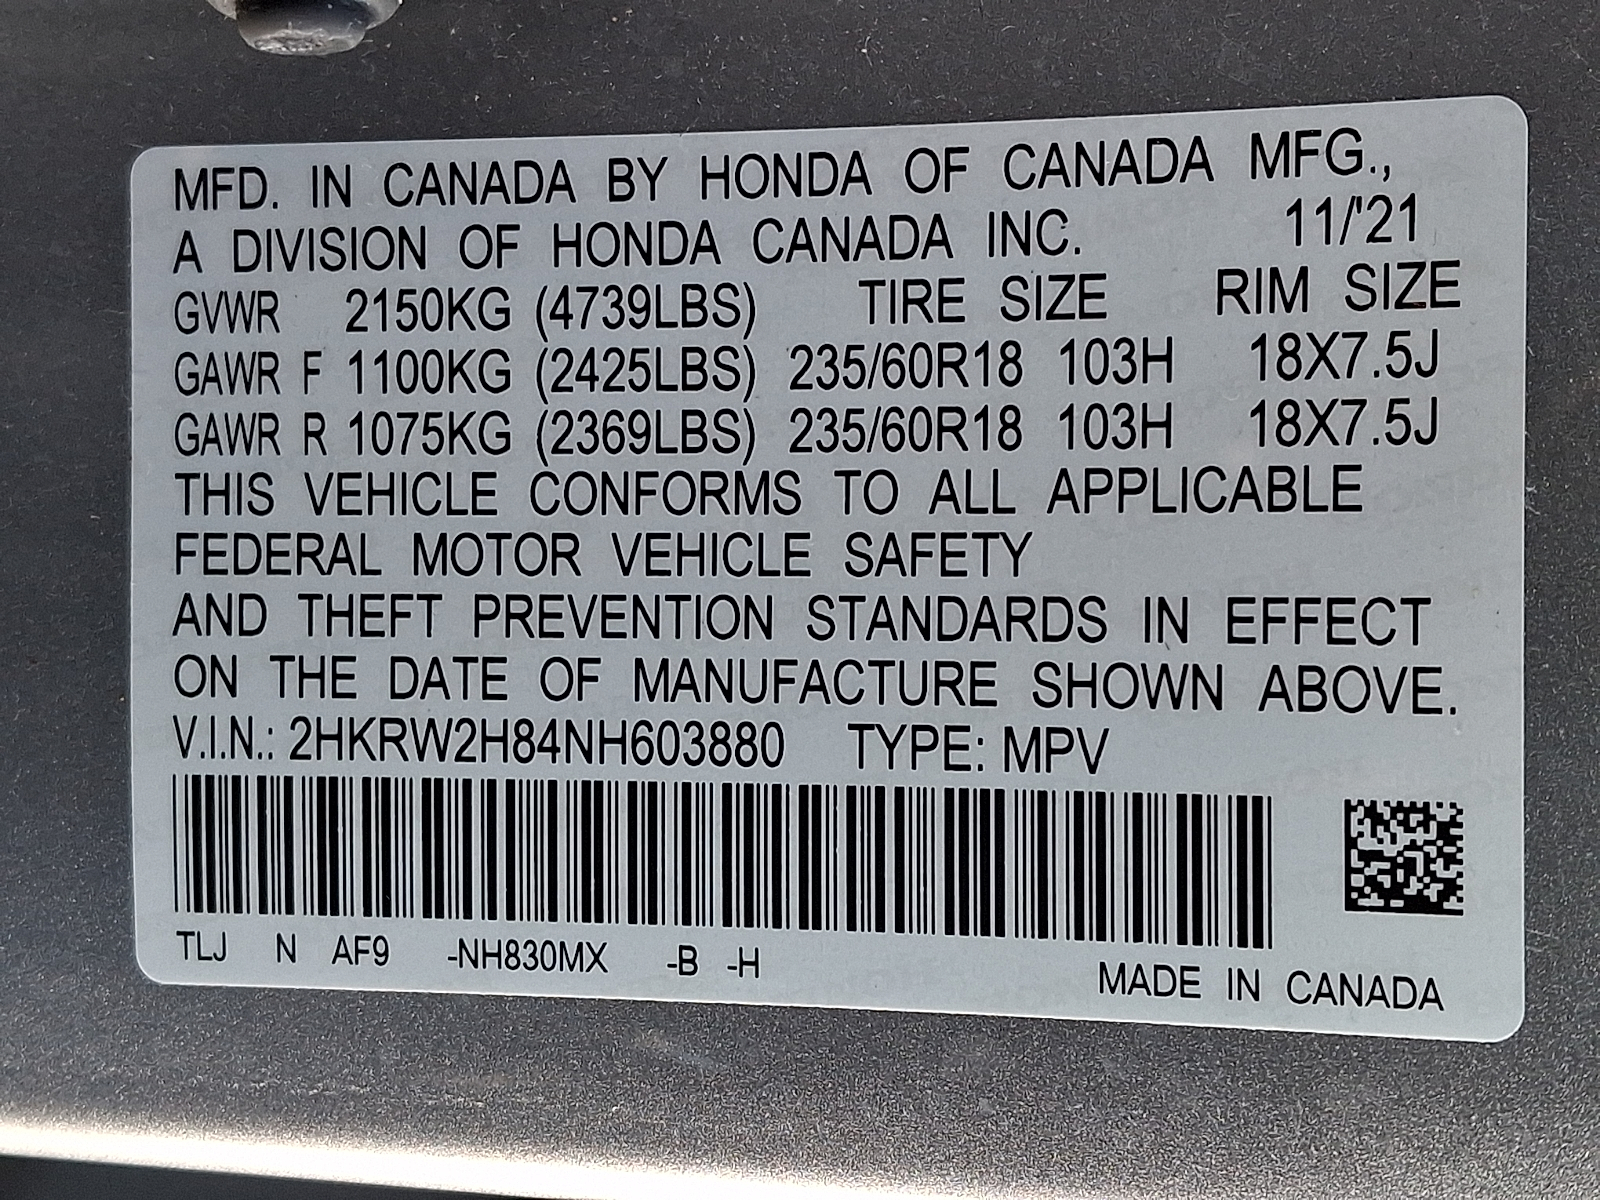 MFD. IN CANADA BY HONDA OF CANADA MFG.,
A DIVISION OF HONDA CANADA INC. 11/'21
GVWR 2150KG (4739LBS) TIRE SIZE RIM SIZE
GAWR F 1100KG (2425LBS) 235/60R18 103H 18X7.5J
GAWR R 1075KG (2369LBS) 235/60R18 103H 18X7.5J
THIS VEHICLE CONFORMS TO ALL APPLICABLE
FEDERAL MOTOR VEHICLE SAFETY
AND THEFT PREVENTION STANDARDS IN EFFECT
ON THE DATE OF MANUFACTURE SHOWN ABOVE.
V.I.N.: 2HKRW2H84NH603880 TYPE: MPV
TLJ N AF9 -NH830MX -B -H MADE IN CANADA